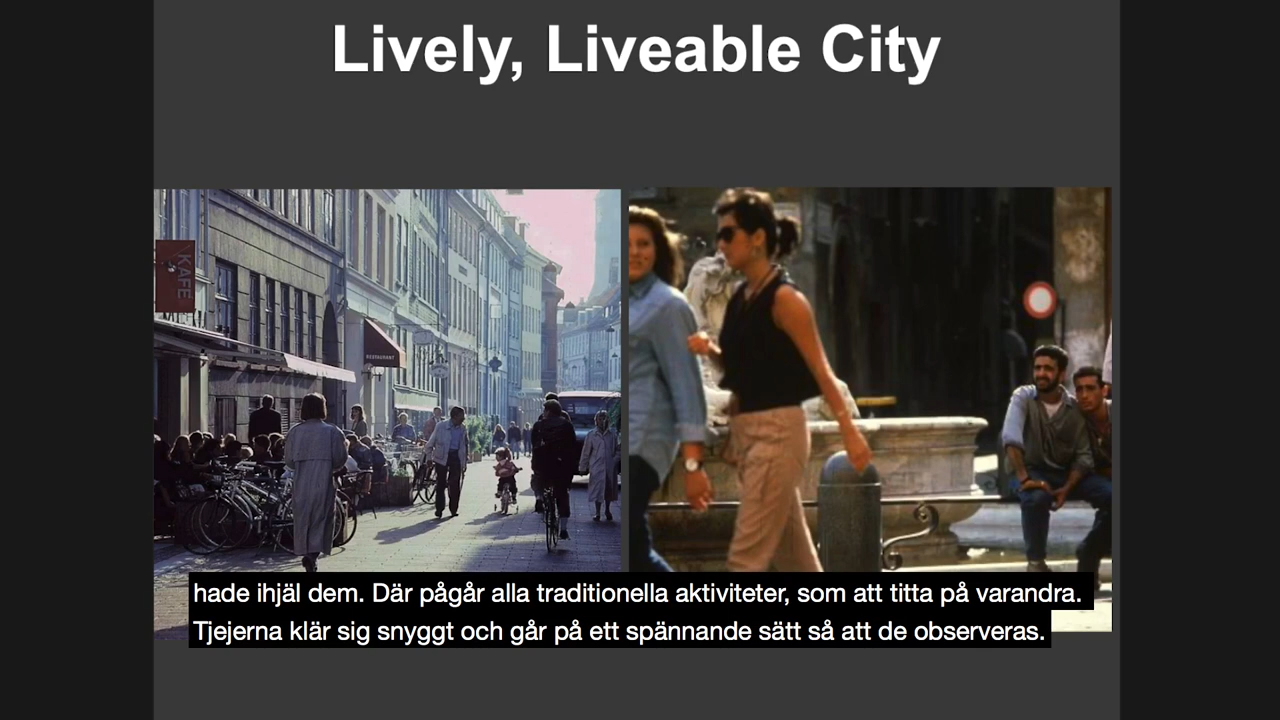 Lively, Liveable City
KAFE
RESTAURANT
hade ihjäl dem. Där pågår alla traditionella aktiviteter, som att titta på varandra.
Tjejerna klär sig snyggt och går på ett spännande sätt så att de observeras.